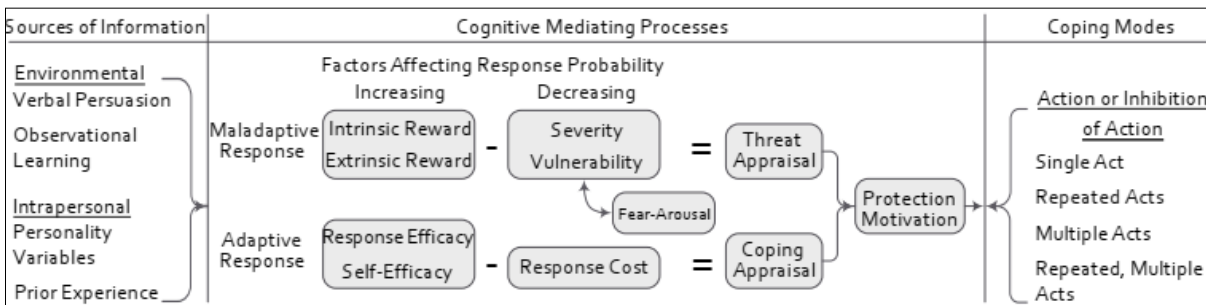 Sources of Information
Cognitive Mediating Processes
Coping Modes
Environmental
Verbal Persuasion
Observational
Learning
Intrapersonal
Personality
Variables
Prior Experience
Factors Affecting Response Probability
Increasing
Decreasing
Maladaptive
Response
Intrinsic Reward
Extrinsic Reward
-
Severity
Vulnerability
=
Threat
Appraisal
Fear-Arousal
Adaptive
Response
Response Efficacy
Self-Efficacy
-
Response Cost
=
Coping
Appraisal
Protection
Motivation
Action or Inhibition
of Action
Single Act
Repeated Acts
Multiple Acts
Repeated, Multiple
Acts